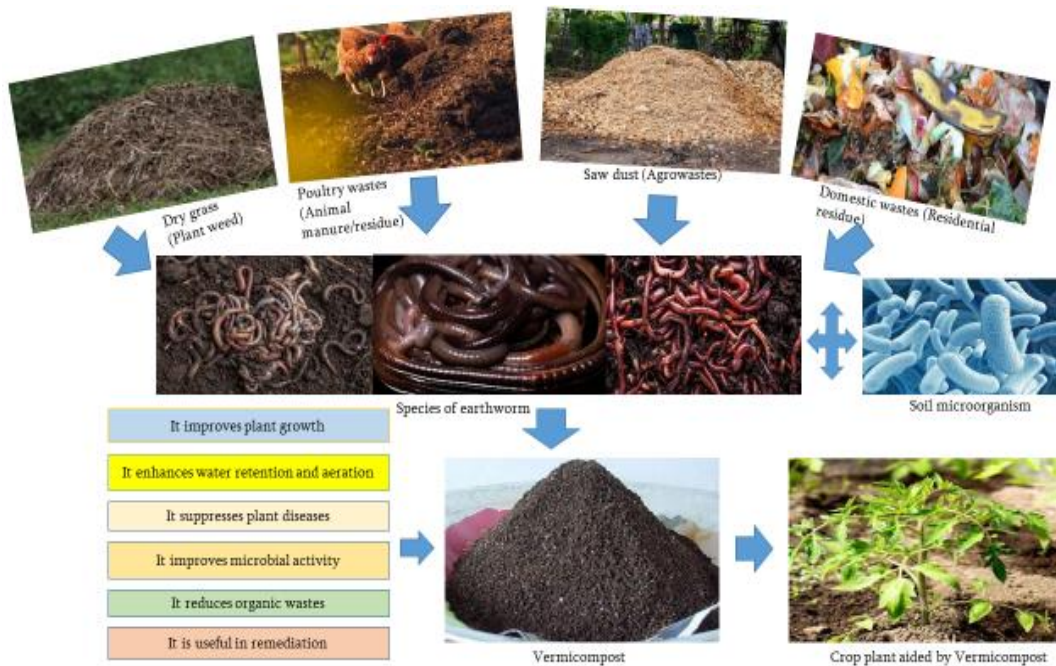 Dry grass
(Plant weed)
Poultry wastes
(Animal
manure/residue)
Saw dust (Agrowastes)
Domestic wastes (Residential
residue)
Species of earthworm
Soil microorganism
It improves plant growth
It enhances water retention and aeration
It suppresses plant diseases
It improves microbial activity
It reduces organic wastes
It is useful in remediation
Vermicompost
Crop plant aided by Vermicompost